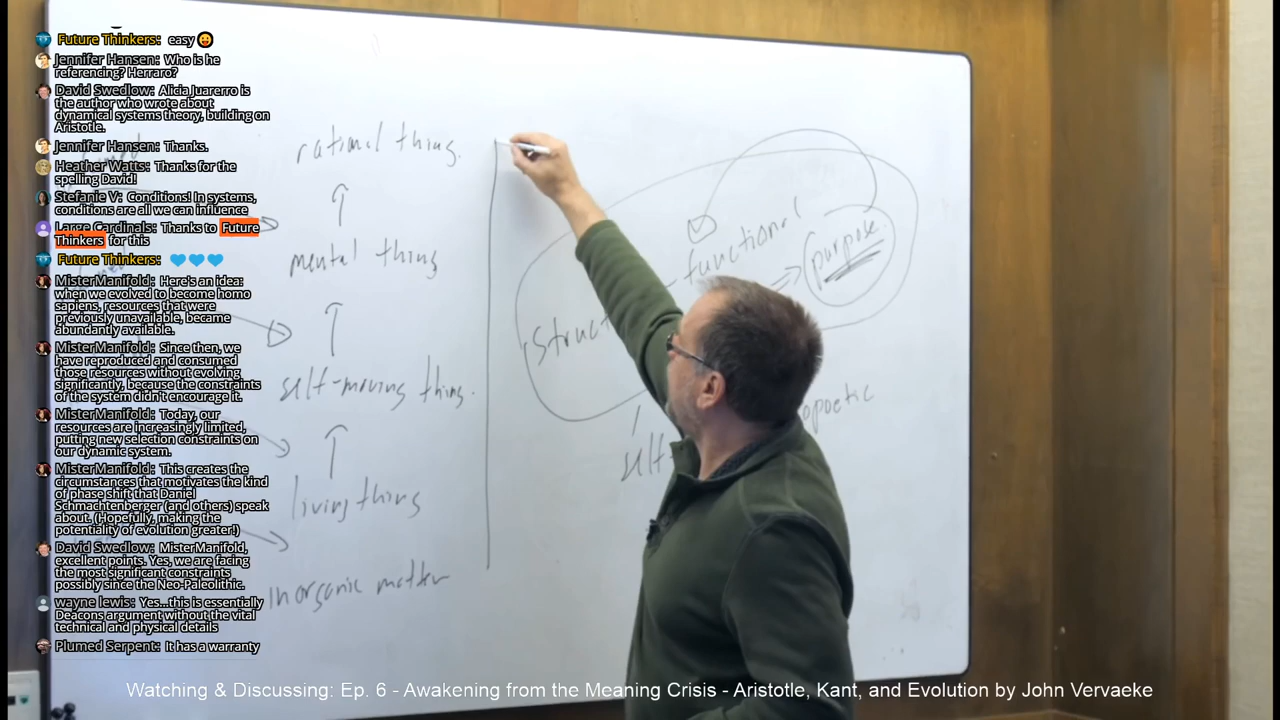 Future Thinkers: easy 😛
Jennifer Hansen: Who is he
referencing? Herraro?
David Swedlow: Alicia Juarerro is
the author who wrote about
dynamical systems theory, building on
Aristotle.
Jennifer Hansen: Thanks.
Heather Watts: Thanks for the
spelling David!
Stefanie V: Conditions! In systems,
conditions are all we can influence
Large Cardinals: Thanks to Future
Thinkers for this
Future Thinkers: 💙💙💙
MisterManifold: Here's an idea:
when we evolved to become homo
sapiens, resources that were
previously unavailable, became
abundantly available.
MisterManifold: Since then, we
have reproduced and consumed
those resources without evolving
significantly, because the constraints
of the system didn't encourage it.
MisterManifold: Today, our
resources are increasingly limited,
putting new selection constraints on
our dynamic system.
MisterManifold: This creates the
circumstances that motivates the kind
of phase shift that Daniel
Schmachtenberger (and others) speak
about. (Hopefully, making the
potentiality of evolution greater!)
David Swedlow: MisterManifold,
excellent points. Yes, we are facing
the most significant constraints
possibly since the Neo-Paleolithic.
wayne lewis: Yes...this is essentially
Deacons argument without the vital
technical and physical details
Plumed Serpent: It has a warranty
rational thing.
mental thing
self-moving thing.
living thing
inorganic matter
functional
purpose
struct
self-
opoetic
Watching & Discussing: Ep. 6 - Awakening from the Meaning Crisis - Aristotle, Kant, and Evolution by John Vervaeke